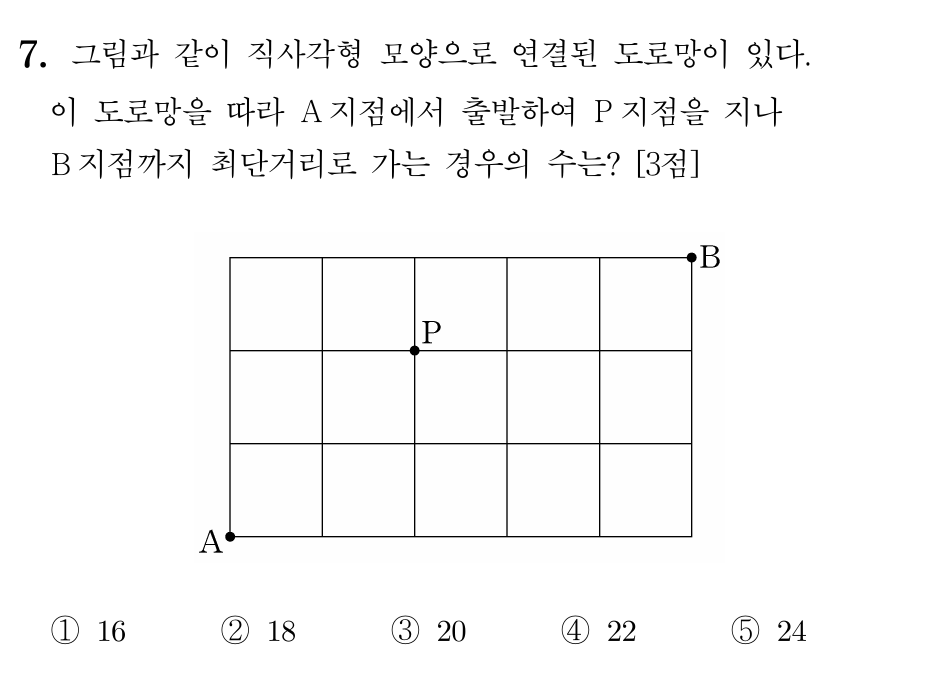 7. 그림과 같이 직사각형 모양으로 연결된 도로망이 있다.
이 도로망을 따라 A지점에서 출발하여 P지점을 지나
B지점까지 최단거리로 가는 경우의 수는? [3점]
B
P
A
① 16 ② 18 ③ 20 ④ 22 ⑤ 24